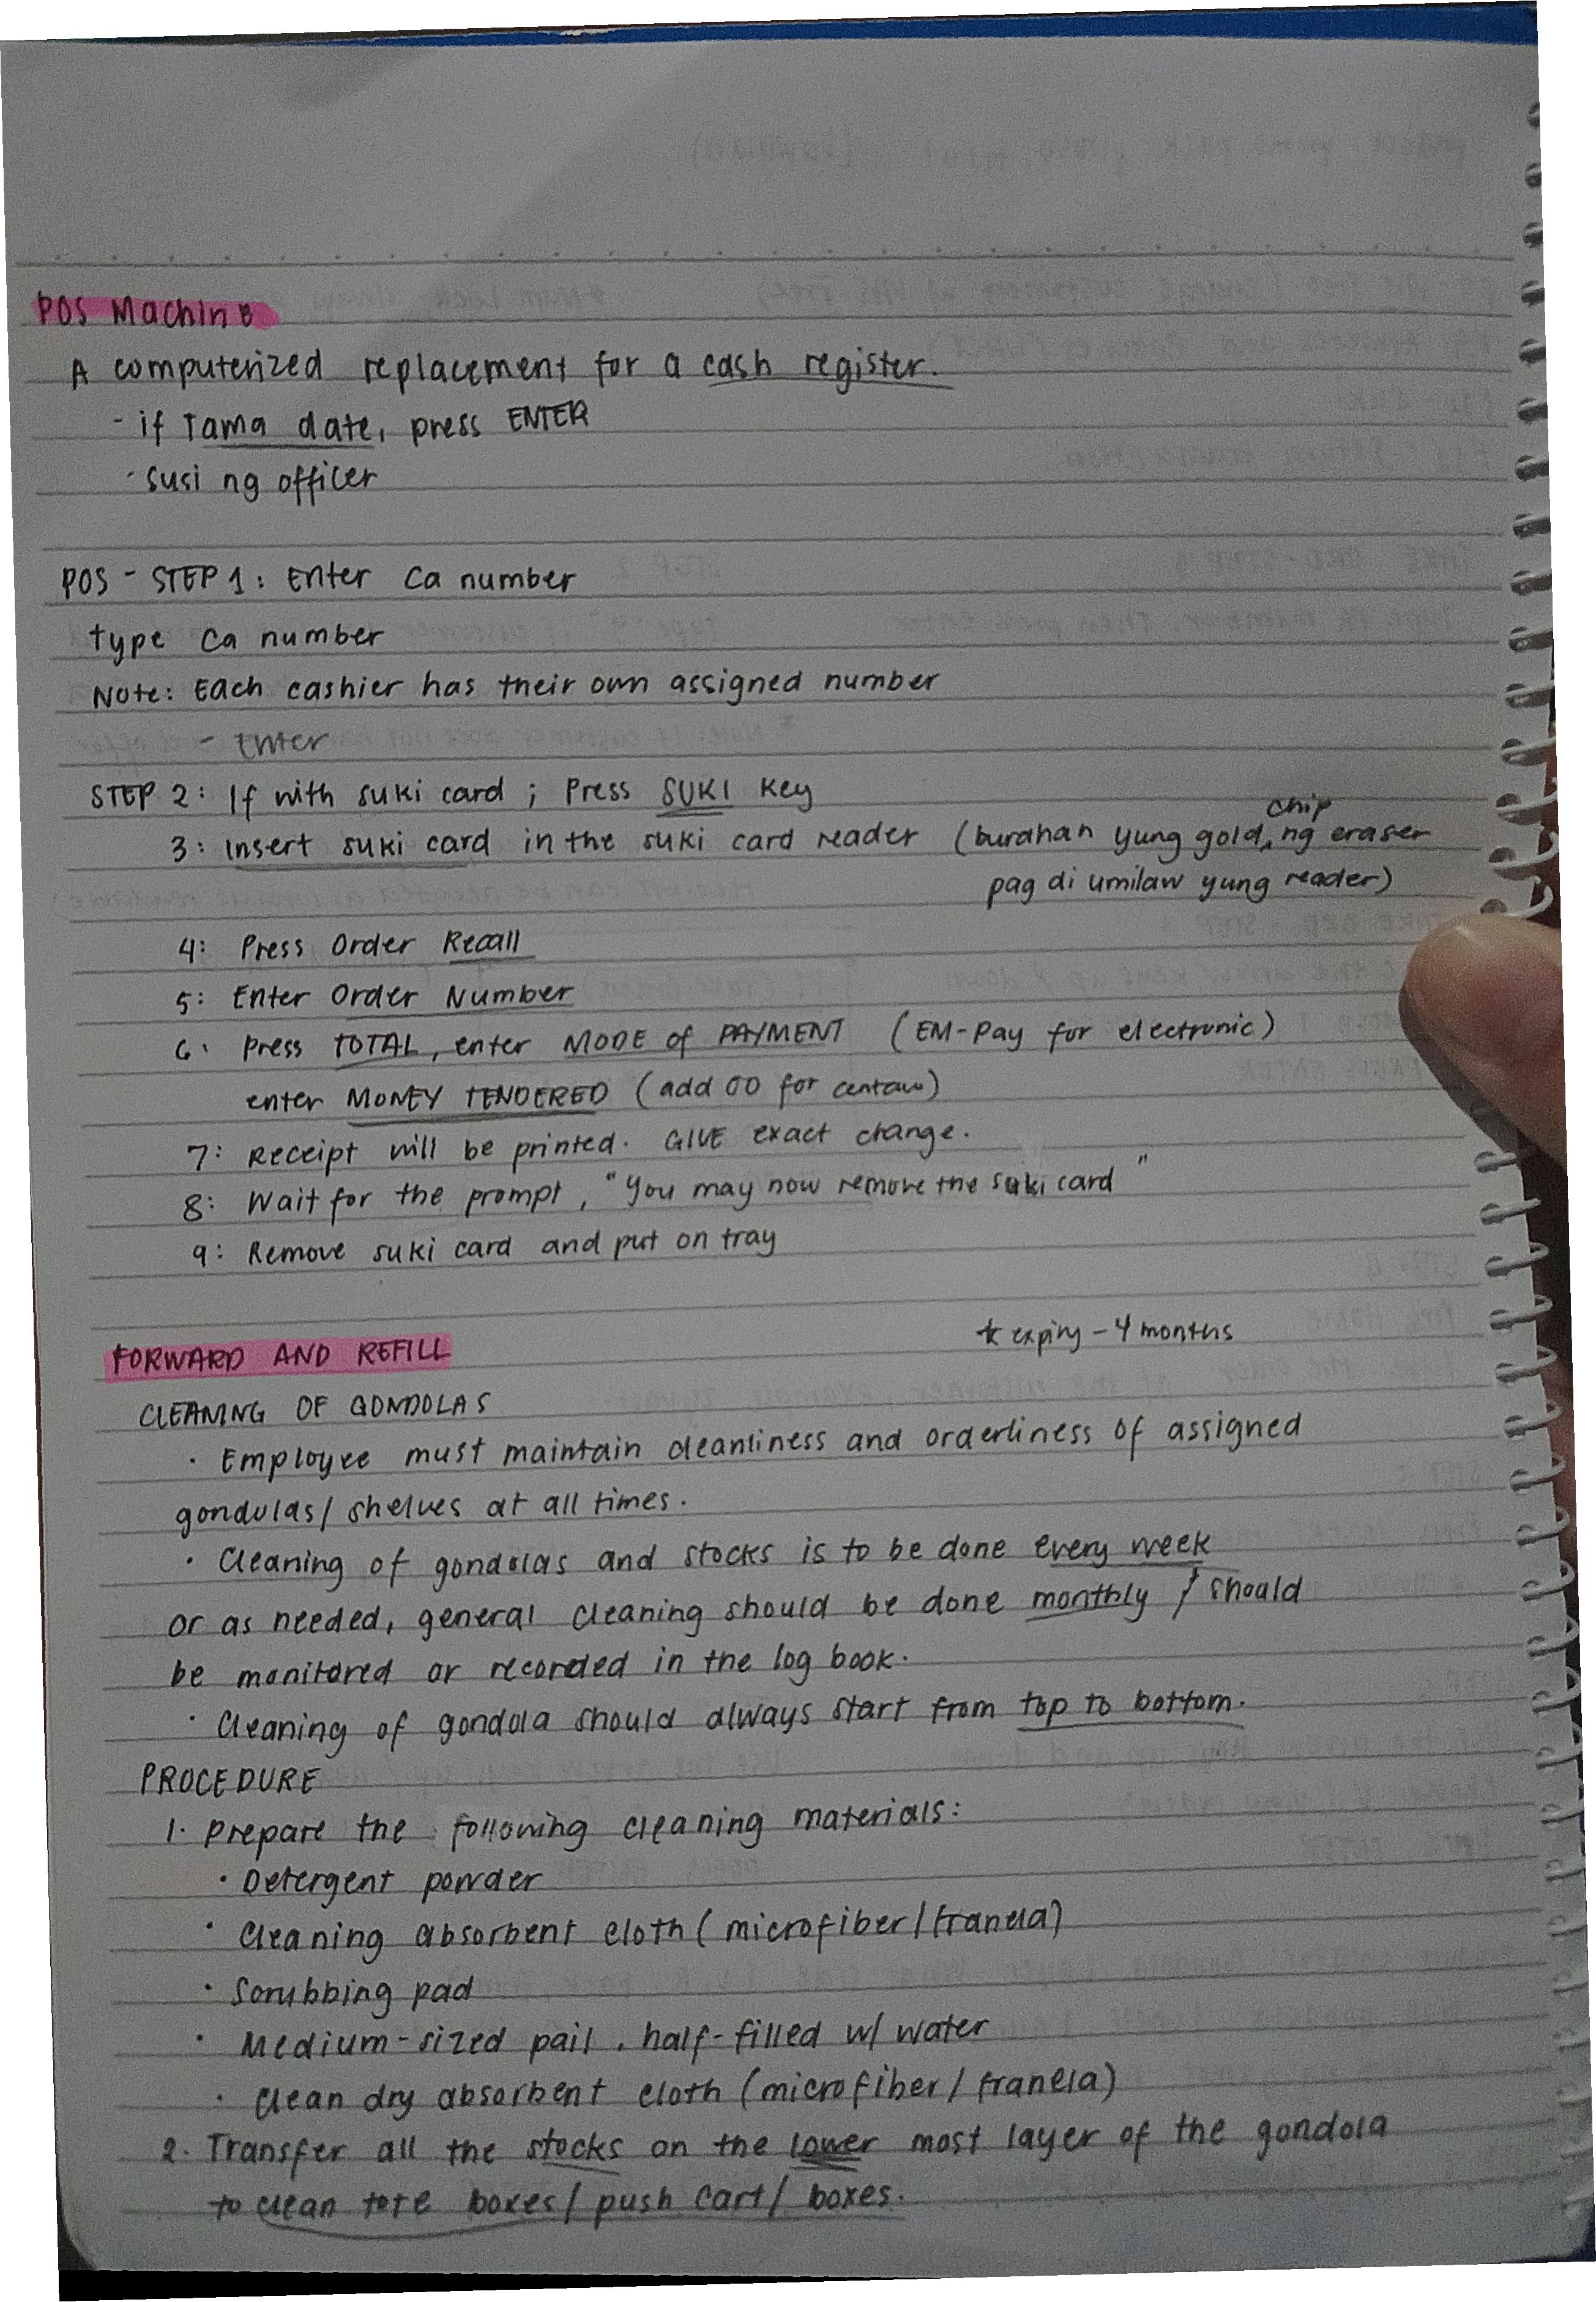 POS Machine
A computerized replacement for a cash register.
- if Tama date, press ENTER
- susi ng officer
POS - STEP 1: Enter Ca number
type Ca number
Note: Each cashier has their own assigned number
- Enter
STEP 2: If with suki card ; Press SUKI key
3: Insert suki card in the suki card reader (burahan yung gold chip ng eraser
pag di umilaw yung reader)
4: Press Order Recall
5: Enter Order Number
6: Press TOTAL, enter MODE of PAYMENT (EM-Pay for electronic)
enter MONEY TENDERED (add 00 for centavo)
7: Receipt will be printed. GIVE exact change.
8: Wait for the prompt, "You may now remove the suki card"
9: Remove suki card and put on tray
* expiry - 4 months
FORWARD AND REFILL
CLEANING OF GONDOLAS
· Employee must maintain cleanliness and orderliness of assigned
gondolas/ shelves at all times.
· Cleaning of gondolas and stocks is to be done every week
or as needed, general cleaning should be done monthly / should
be monitored or recorded in the log book.
· Cleaning of gondola should always start from top to bottom.
PROCEDURE
1. Prepare the following cleaning materials:
· Detergent powder
· Cleaning absorbent cloth (microfiber/franela)
· Scrubbing pad
· Medium-sized pail, half-filled w/ water
· Clean dry absorbent cloth (microfiber/franela)
2. Transfer all the stocks on the lower most layer of the gondola
to clean tote boxes/ push cart/ boxes.